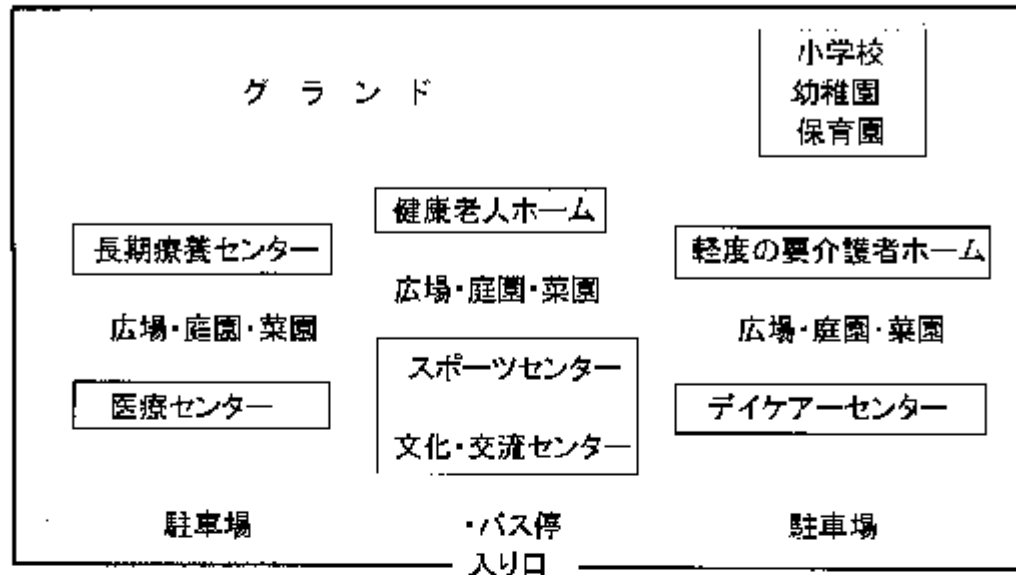 グランド
小学校
幼稚園
保育園
健康老人ホーム
長期療養センター
軽度の要介護者ホーム
広場・庭園・菜園
広場・庭園・菜園
広場・庭園・菜園
スポーツセンター
医療センター
デイケアーセンター
文化・交流センター
駐車場
・バス停
駐車場
入り口